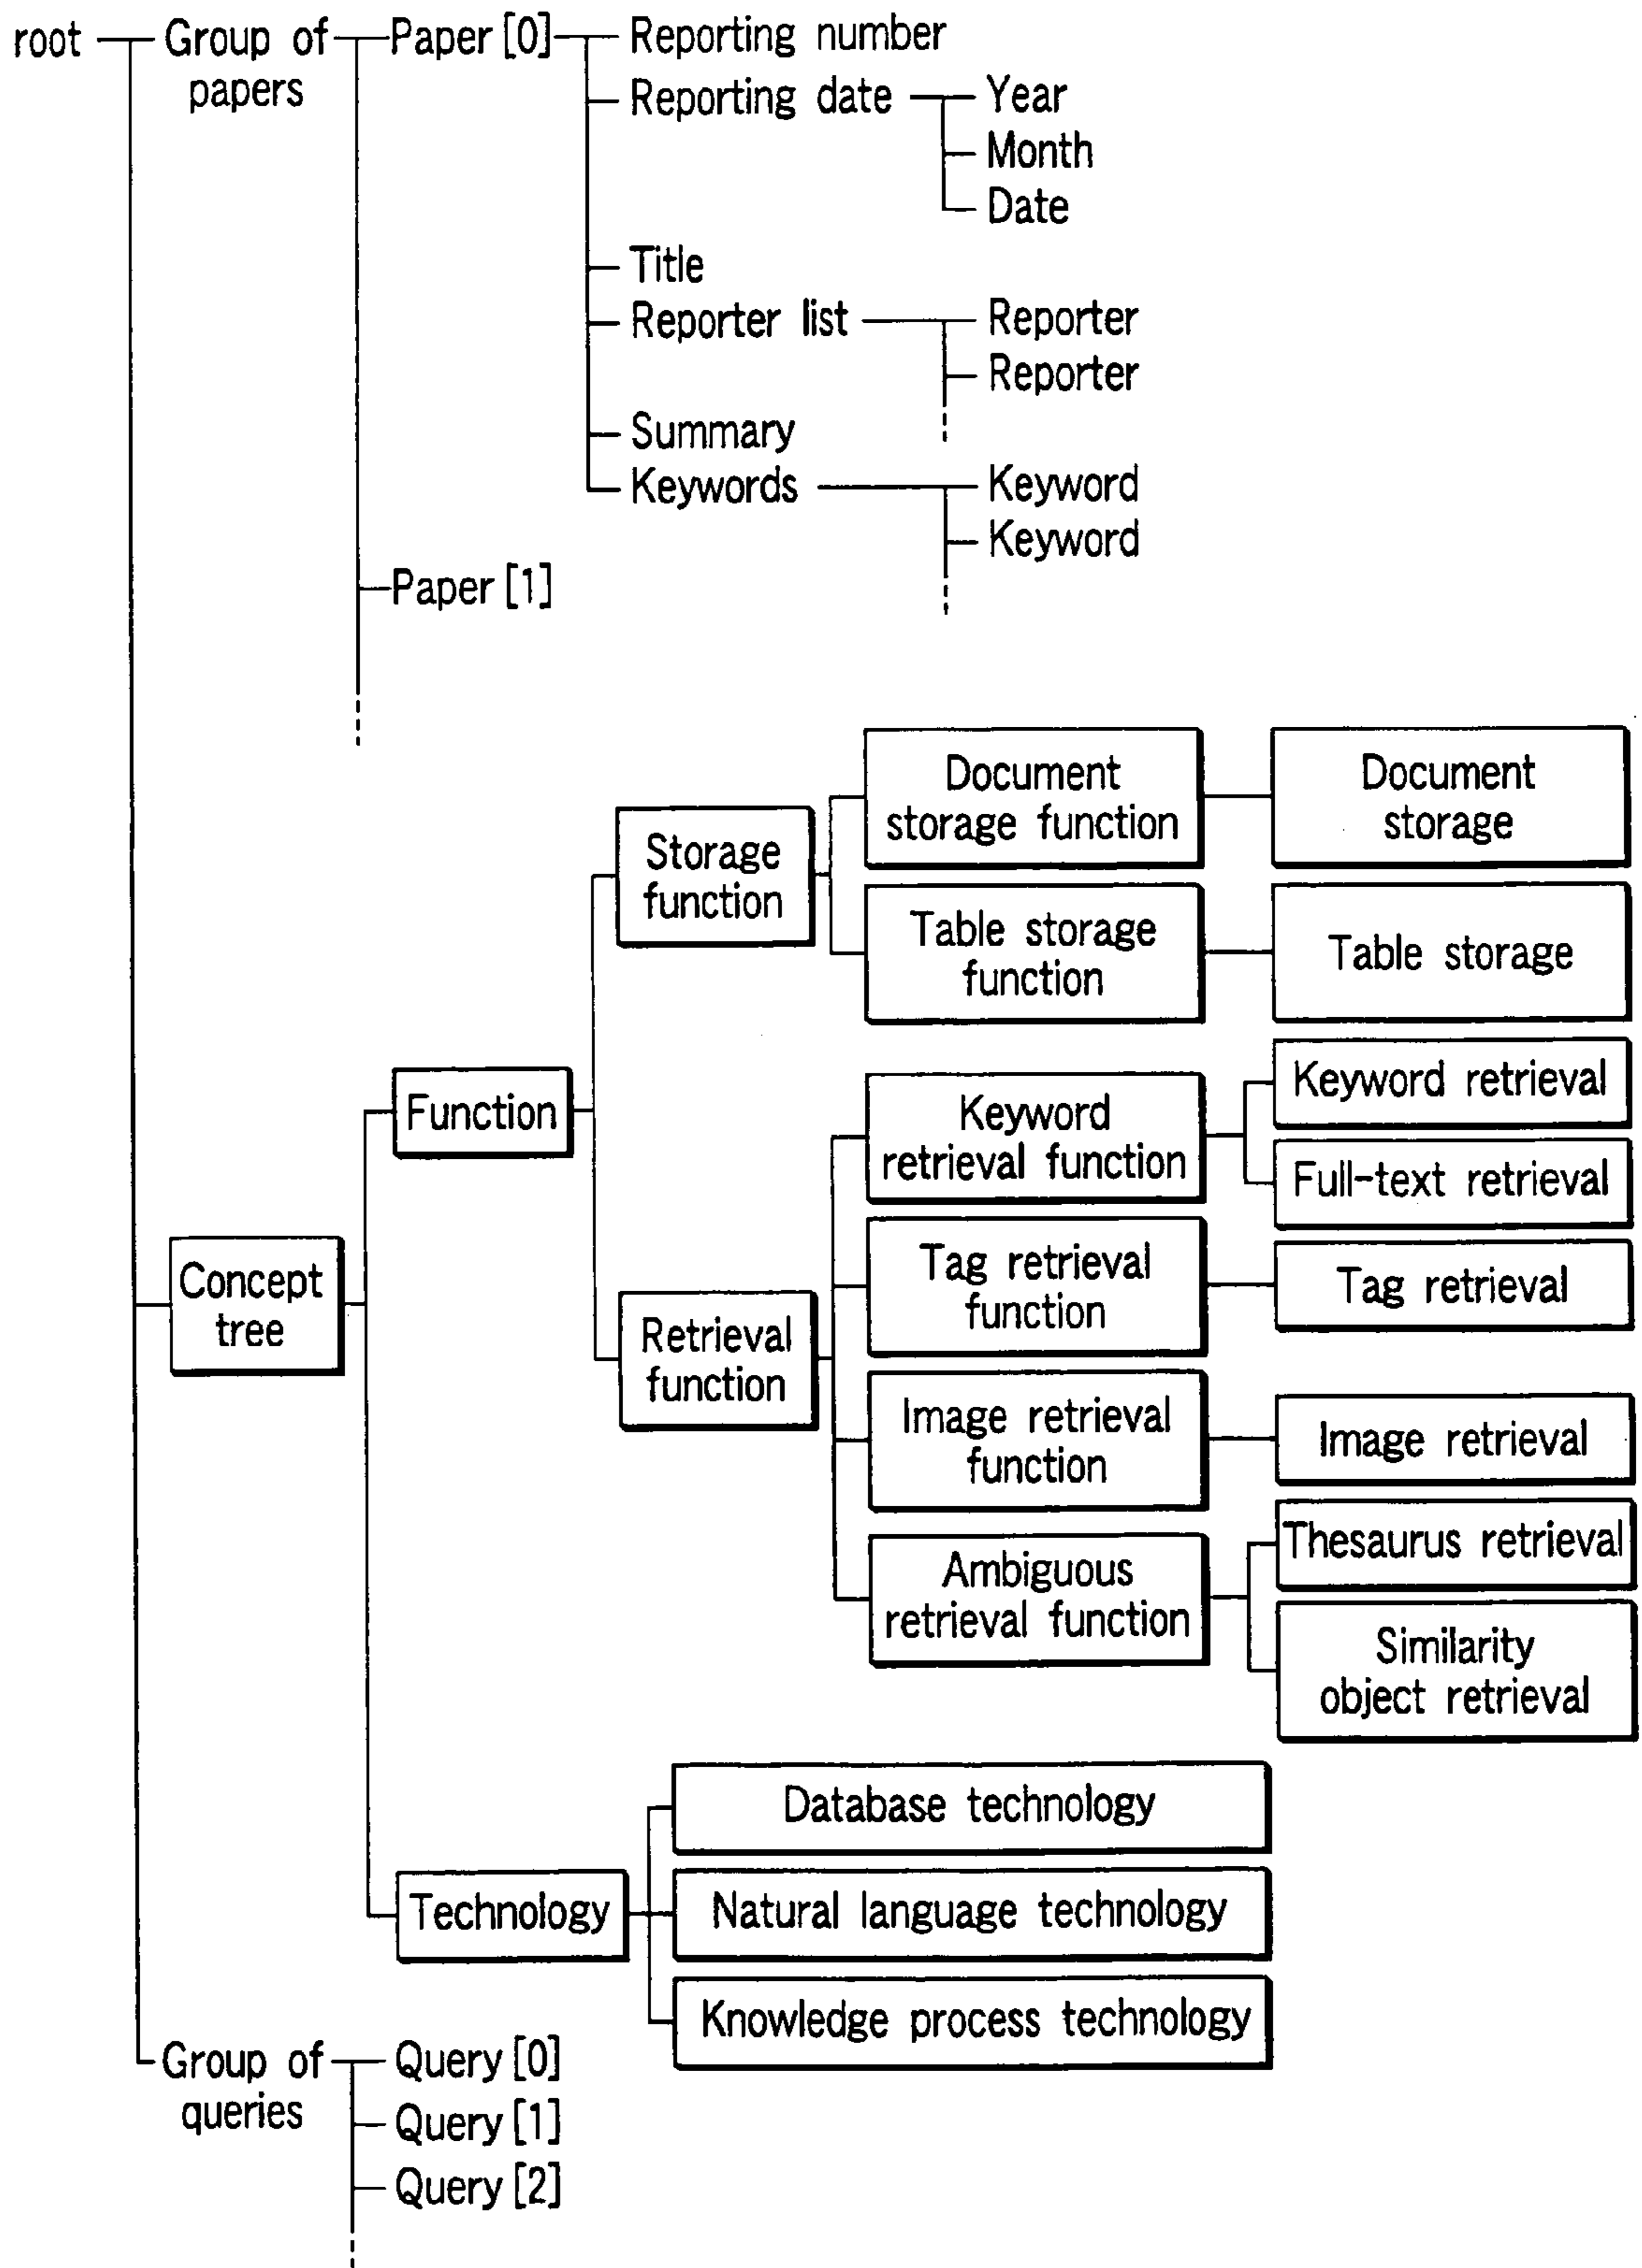 root
Group of
papers
Paper [0]
Reporting number
Reporting date
Year
Month
Date
Title
Reporter list
Reporter
Reporter
Summary
Keywords
Keyword
Keyword
Paper [1]
Document
storage function
Document
storage
Storage
function
Table storage
function
Table storage
Function
Keyword
retrieval function
Keyword retrieval
Full-text retrieval
Concept
tree
Retrieval
function
Tag retrieval
function
Tag retrieval
Image retrieval
function
Image retrieval
Ambiguous
retrieval function
Thesaurus retrieval
Similarity
object retrieval
Technology
Database technology
Natural language technology
Knowledge process technology
Group of
queries
Query [0]
Query [1]
Query [2]